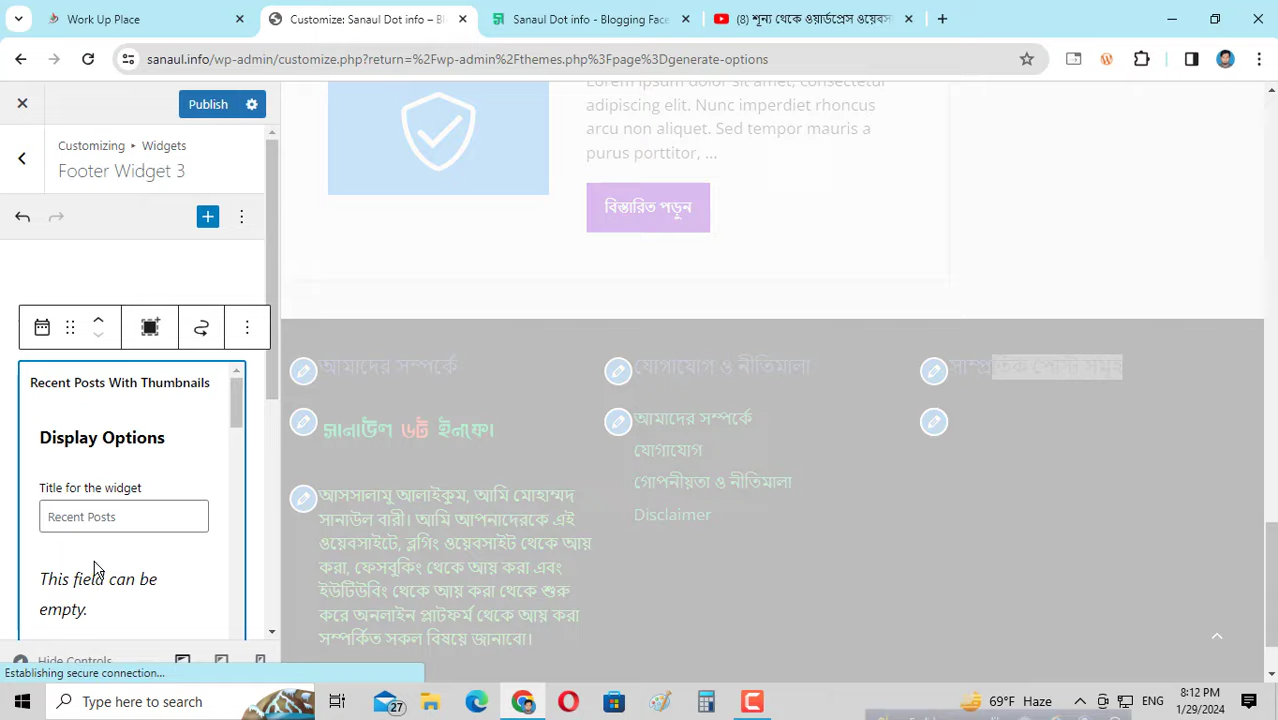 Work Up Place
Customize: Sanaul Dot info – B
Sanaul Dot info - Blogging Face
(8) শূন্য থেকে ওয়ার্ডপ্রেস ওয়েবস
sanaul.info/wp-admin/customize.php?return=%2Fwp-admin%2Fthemes.php%3Fpage%3Dgenerate-options
Publish
Customizing ▸ Widgets
Footer Widget 3
Recent Posts With Thumbnails
Display Options
Title for the widget
Recent Posts
This field can be
empty.
Hide Controls
Establishing secure connection...
Lorem ipsum dolor sit amet, consectetur
adipiscing elit. Nunc imperdiet rhoncus
arcu non aliquet. Sed tempor mauris a
purus porttitor, ...
বিস্তারিত পড়ুন
আমাদের সম্পর্কে
সানাউল ডট ইনফো
আসসালামু আলাইকুম, আমি মোহাম্মদ
সানাউল বারী। আমি আপনাদেরকে এই
ওয়েবসাইটে, ব্লগিং ওয়েবসাইট থেকে আয়
করা, ফেসবুকিং থেকে আয় করা এবং
ইউটিউবিং থেকে আয় করা থেকে শুরু
করে অনলাইন প্লাটফর্ম থেকে আয় করা
সম্পর্কিত সকল বিষয়ে জানাবো।
যোগাযোগ ও নীতিমালা
আমাদের সম্পর্কে
যোগাযোগ
গোপনীয়তা ও নীতিমালা
Disclaimer
সাম্প্রতিক পোস্ট সমূহ
Type here to search
27
69°F Haze
ENG
8:12 PM
1/29/2024